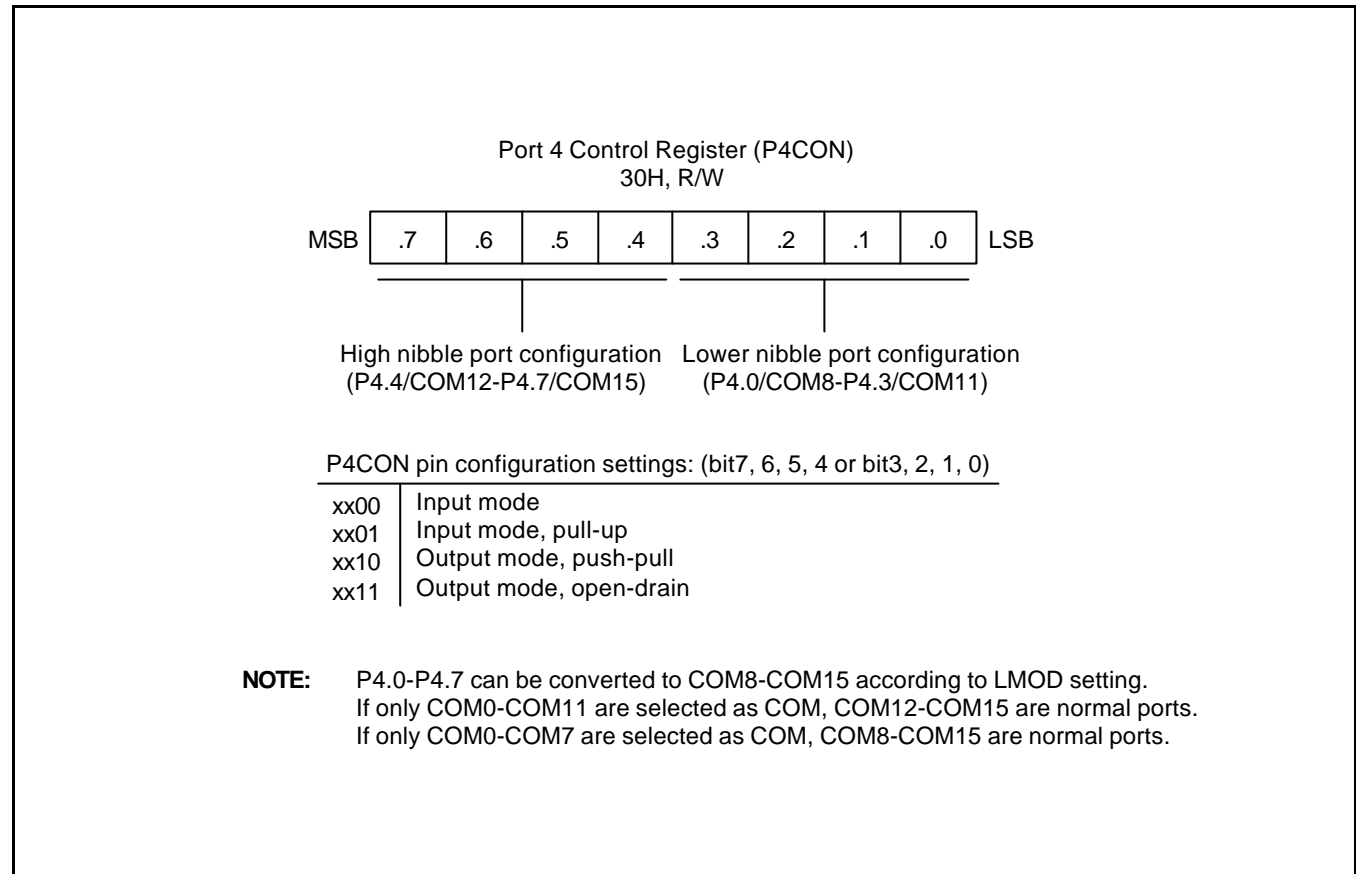 Port 4 Control Register (P4CON)
30H, R/W
MSB .7 .6 .5 .4 .3 .2 .1 .0 LSB
High nibble port configuration Lower nibble port configuration
(P4.4/COM12-P4.7/COM15) (P4.0/COM8-P4.3/COM11)
P4CON pin configuration settings: (bit7, 6, 5, 4 or bit3, 2, 1, 0)
xx00 Input mode
xx01 Input mode, pull-up
xx10 Output mode, push-pull
xx11 Output mode, open-drain
NOTE: P4.0-P4.7 can be converted to COM8-COM15 according to LMOD setting.
If only COM0-COM11 are selected as COM, COM12-COM15 are normal ports.
If only COM0-COM7 are selected as COM, COM8-COM15 are normal ports.